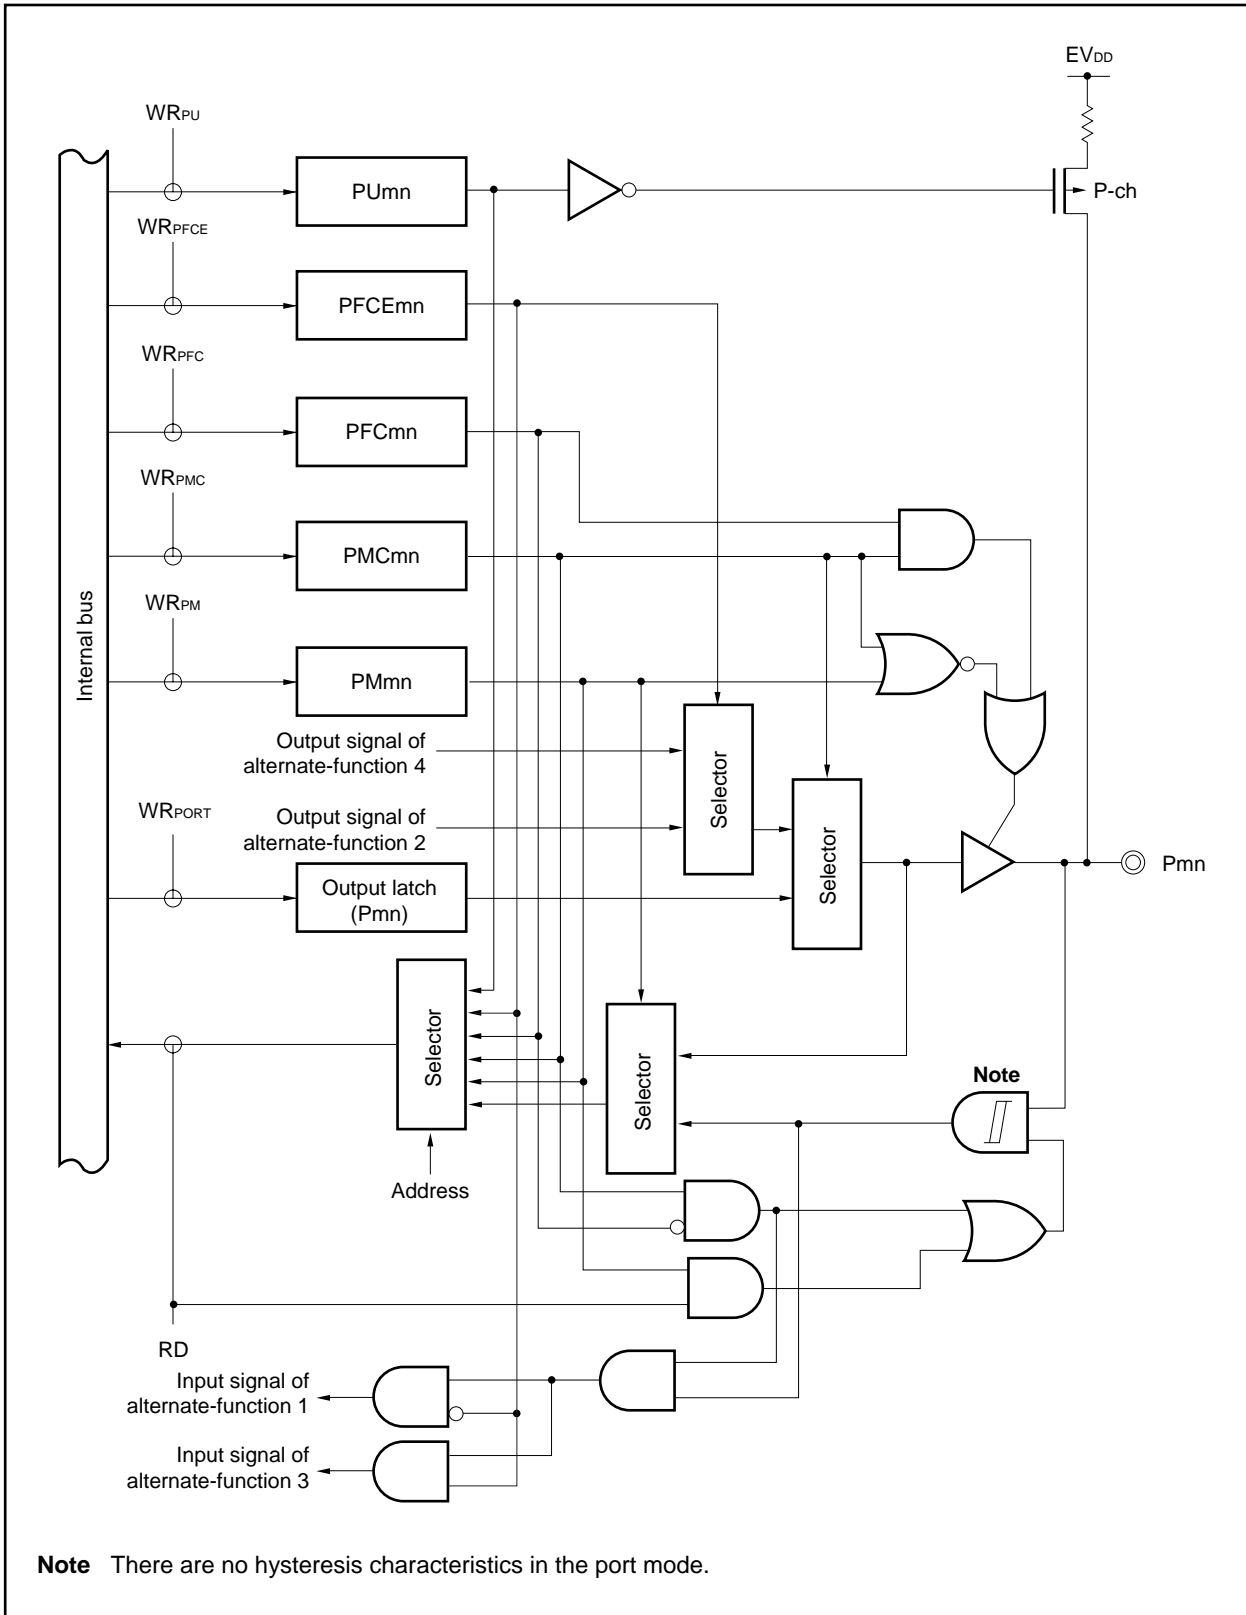 EVDD
WRPU
PUmn
P-ch
WRPFCE
PFCEmn
WRPFC
PFCmn
WRPMC
PMCmn
WRPM
PMmn
Internal bus
Output signal of
alternate-function 4
Selector
Output signal of
alternate-function 2
Selector
WRPORT
Output latch
(Pmn)
Pmn
Selector
Selector
Note
Address
RD
Input signal of
alternate-function 1
Input signal of
alternate-function 3
Note There are no hysteresis characteristics in the port mode.